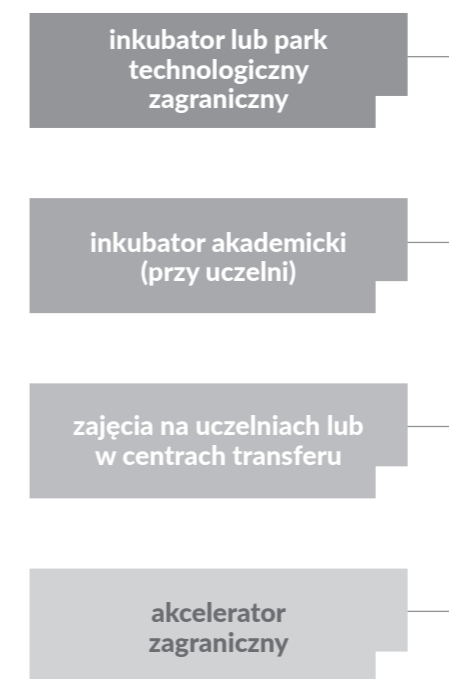 inkubator lub park
technologiczny
zagraniczny
inkubator akademicki
(przy uczelni)
zajęcia na uczelniach lub
w centrach transferu
akcelerator
zagraniczny